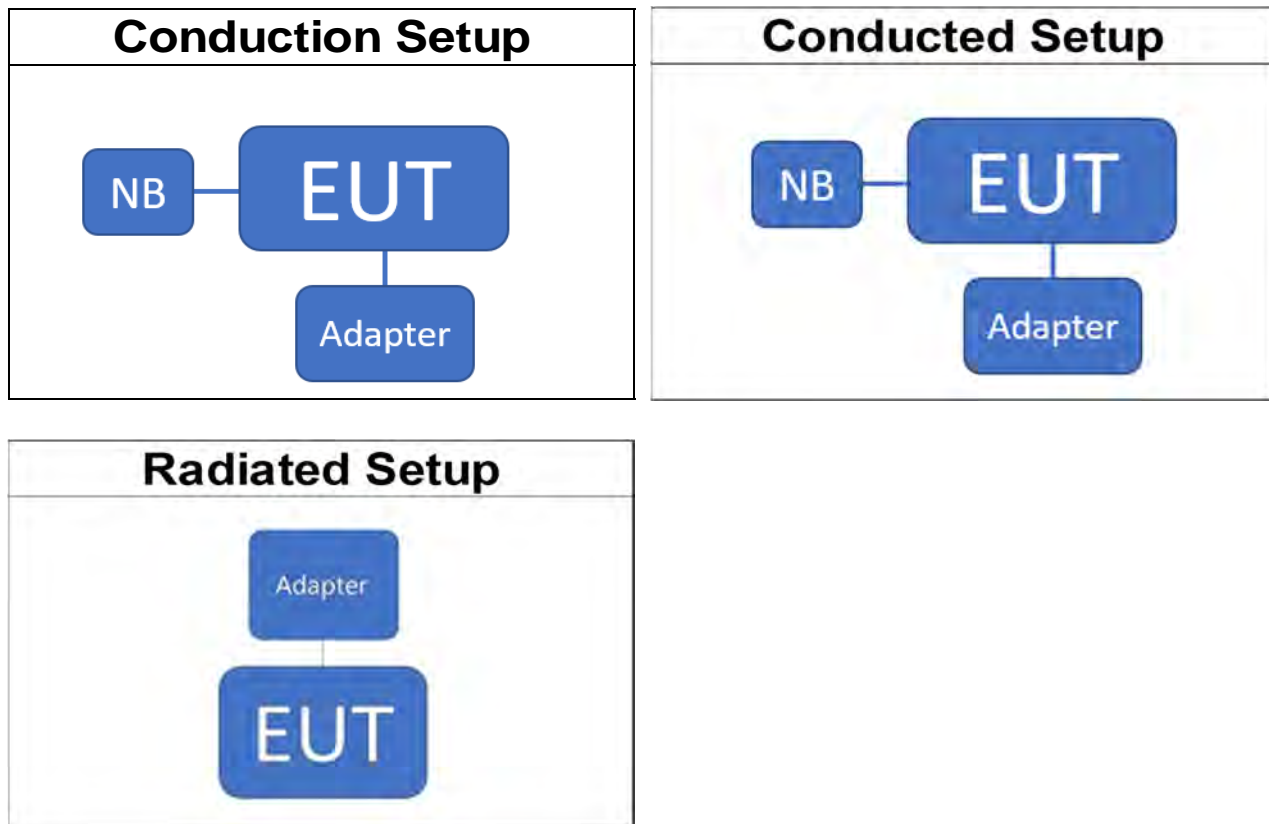 Conduction Setup
NB
EUT
Adapter
Conducted Setup
NB
EUT
Adapter
Radiated Setup
Adapter
EUT